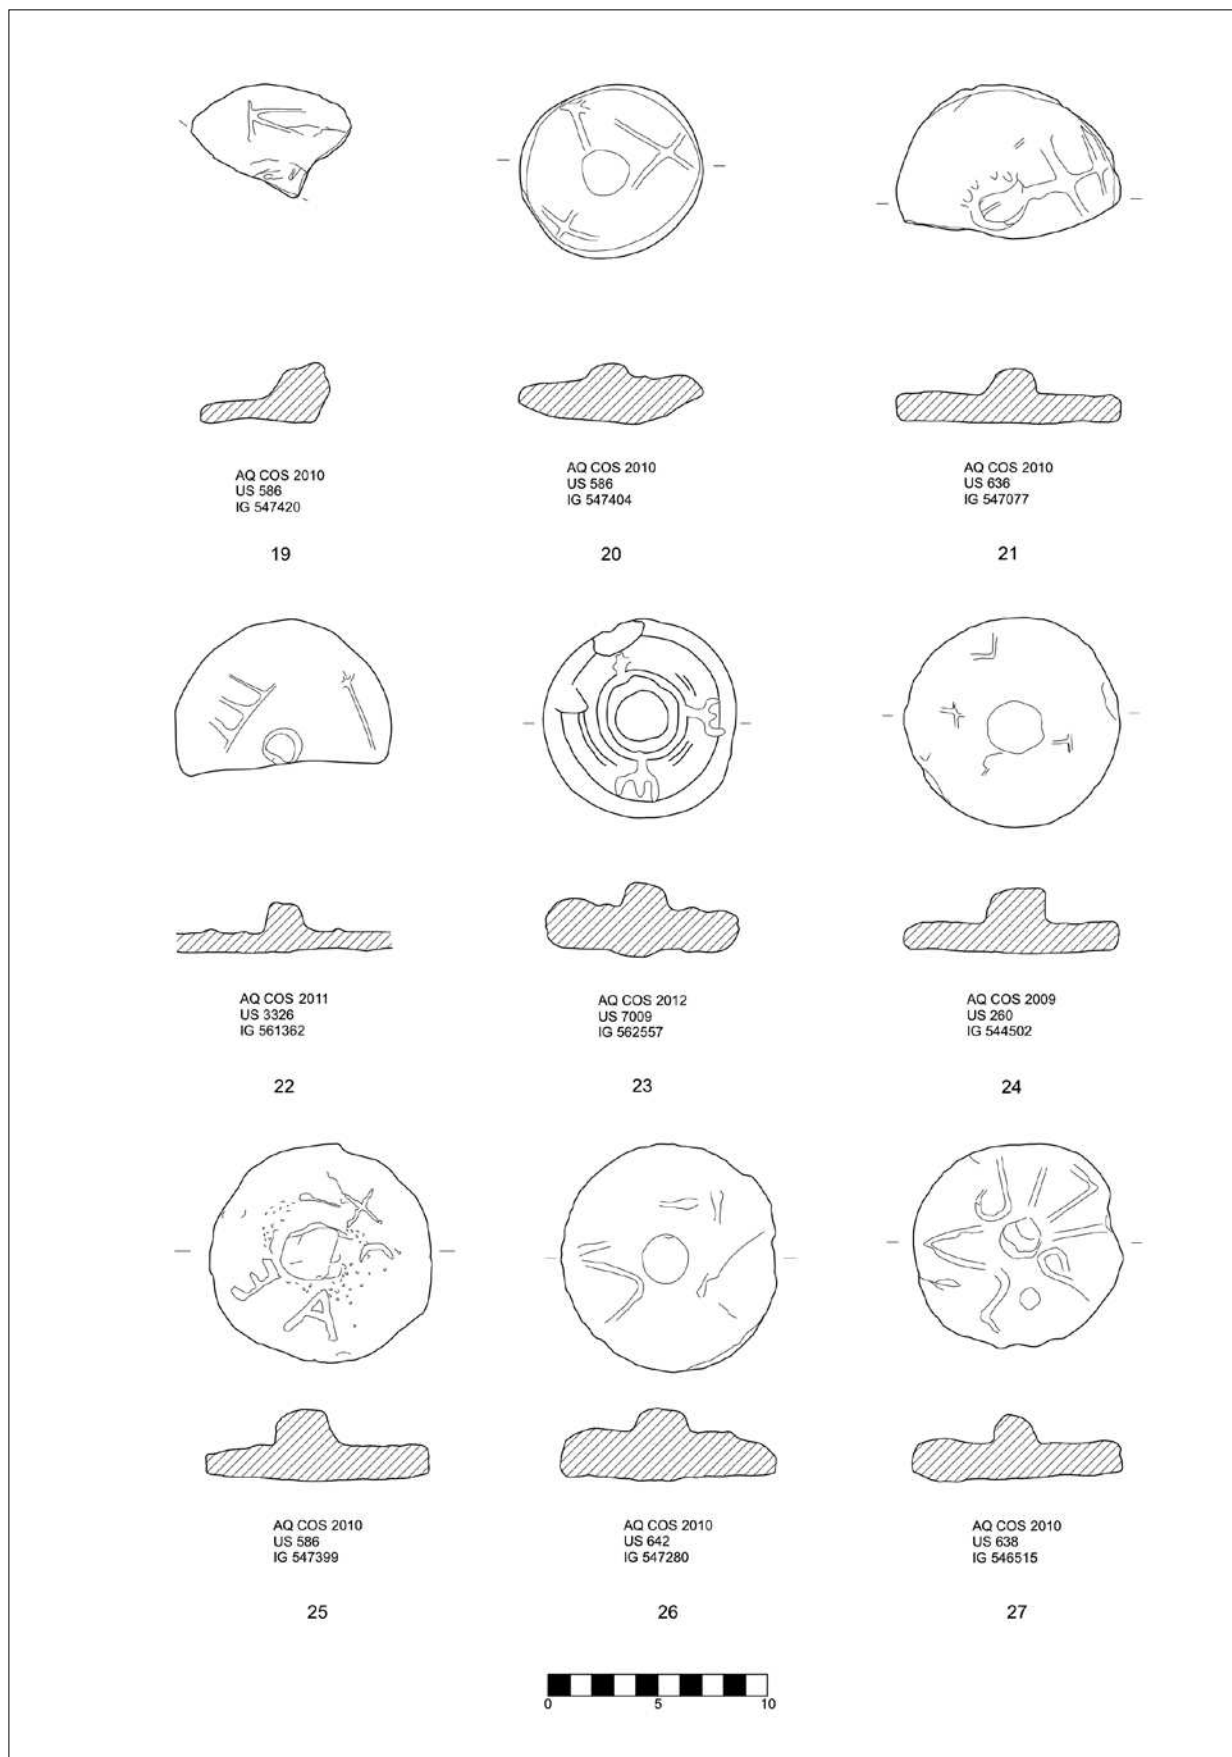 AQ COS 2010
US 586
IG 547420
19
AQ COS 2010
US 586
IG 547404
20
AQ COS 2010
US 636
IG 547077
21
AQ COS 2011
US 3326
IG 561362
22
AQ COS 2012
US 7009
IG 562557
23
AQ COS 2009
US 260
IG 544502
24
AQ COS 2010
US 586
IG 547399
25
AQ COS 2010
US 642
IG 547280
26
AQ COS 2010
US 638
IG 546515
27
0 5 10